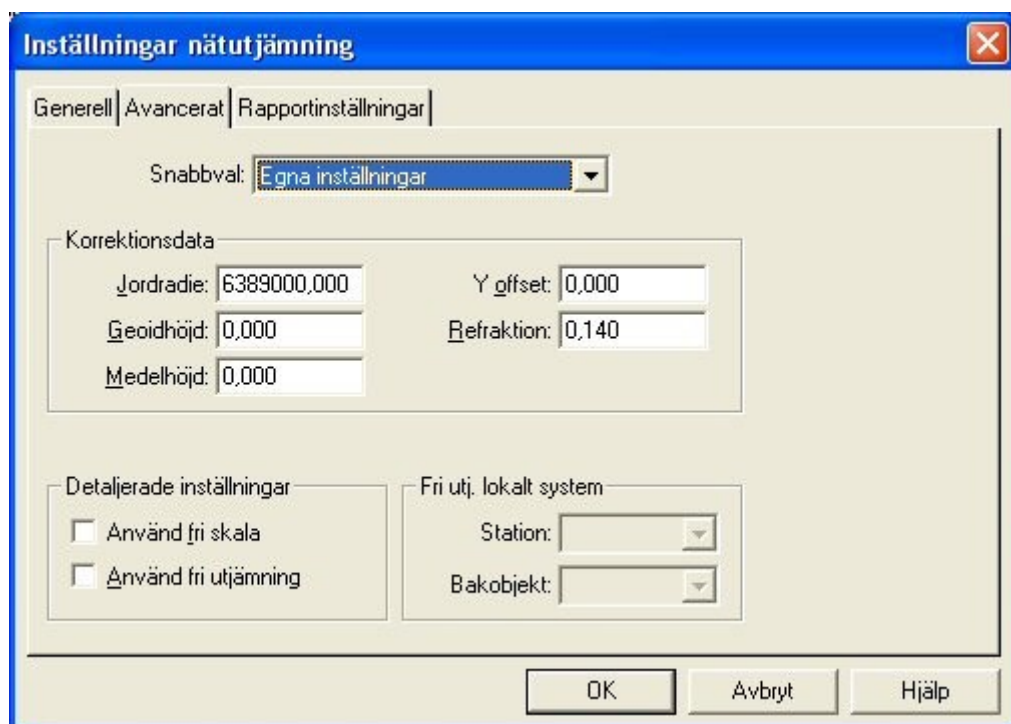 Inställningar nätutjämning
Generell Avancerat Rapportinställningar
Snabbval: Egna inställningar
Korrektionsdata
Jordradie: 6389000,000 Y offset: 0,000
Geoidhöjd: 0,000 Refraktion: 0,140
Medelhöjd: 0,000
Detaljerade inställningar
Använd fri skala
Använd fri utjämning
Fri utj. lokalt system
Station:
Bakobjekt:
OK Avbryt Hjälp